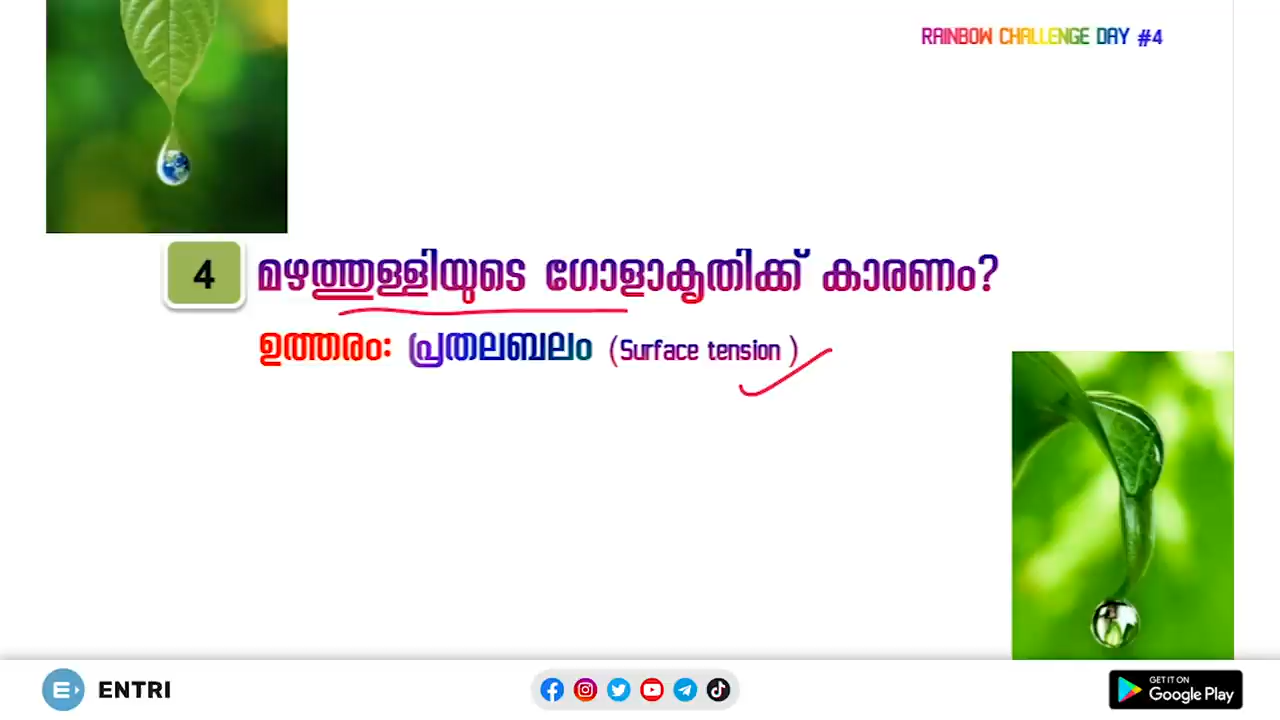 RAINBOW CHALLENGE DAY #4
4 മഴത്തുള്ളിയുടെ ഗോളാകൃതിക്ക് കാരണം?
ഉത്തരം: പ്രതലബലം (Surface tension )
ENTRI
GET IT ON
Google Play